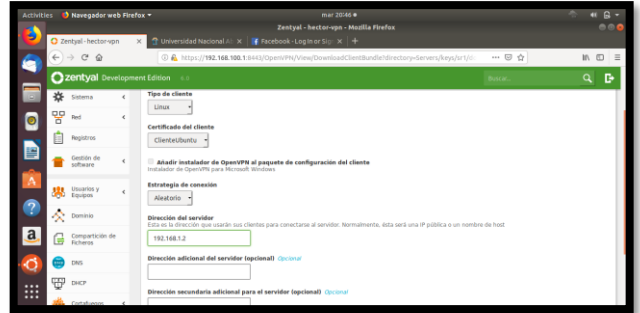 Activities Navegador web Firefox mar 20:46
Zentyal - hector-vpn - Mozilla Firefox
Zentyal - hector-vpn × Universidad Nacional A × Facebook - Log In or Sig × +
https://192.168.100.1:8443/OpenVPN/View/DownloadClientBundle?directory=Servers/keys/sr1/
zentyal Development Edition Buscar...
Sistema
Red
Registros
Gestión de software
Usuarios y Equipos
Dominio
Compartición de Ficheros
DNS
DHCP
Cortafuegos
Tipo de cliente
Linux
Certificado del cliente
ClienteUbuntu
Añadir instalador de OpenVPN al paquete de configuración del cliente
Instalador de OpenVPN para Microsoft Windows
Estrategia de conexión
Aleatorio
Dirección del servidor
Esta es la dirección que usarán sus clientes para conectarse al servidor. Normalmente, ésta será una IP pública o un nombre de host
192.168.1.2
Dirección adicional del servidor (opcional) Opcional
Dirección secundaria adicional para el servidor (opcional) Opcional